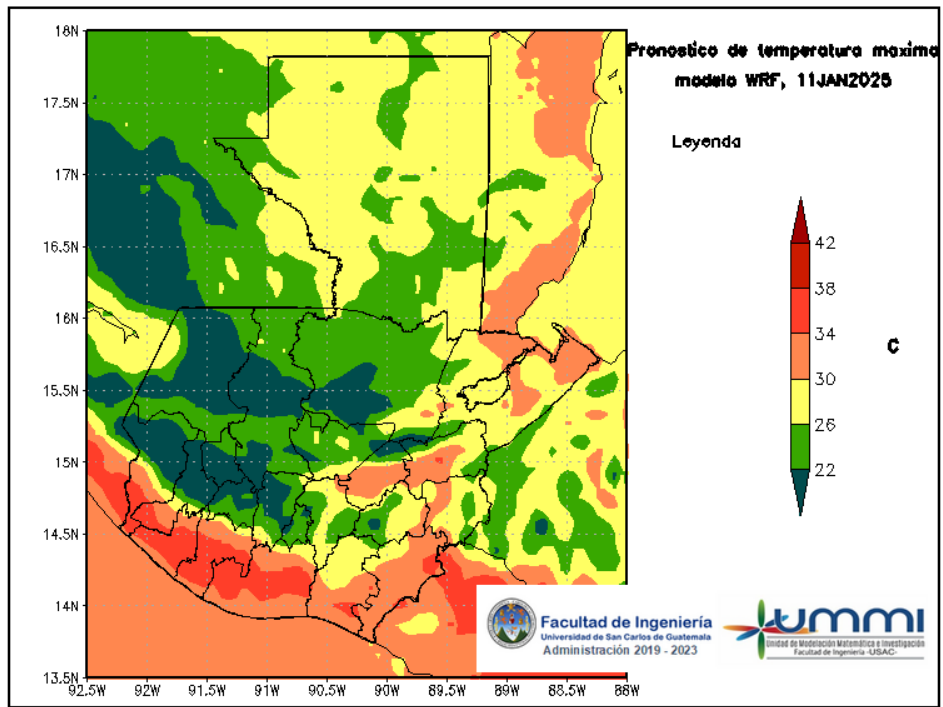 Pronostico de temperatura maxima
modelo WRF, 11JAN2025
Leyenda
42
38
34
30
26
22
C
18N
17.5N
17N
16.5N
16N
15.5N
15N
14.5N
14N
13.5N
92.5W
92W
91.5W
91W
90.5W
90W
89.5W
89W
88.5W
88W
Facultad de Ingeniería
Universidad de San Carlos de Guatemala
Administración 2019 - 2023
UMMI
Unidad de Modelación Matemática e Investigación
Facultad de Ingeniería -USAC-